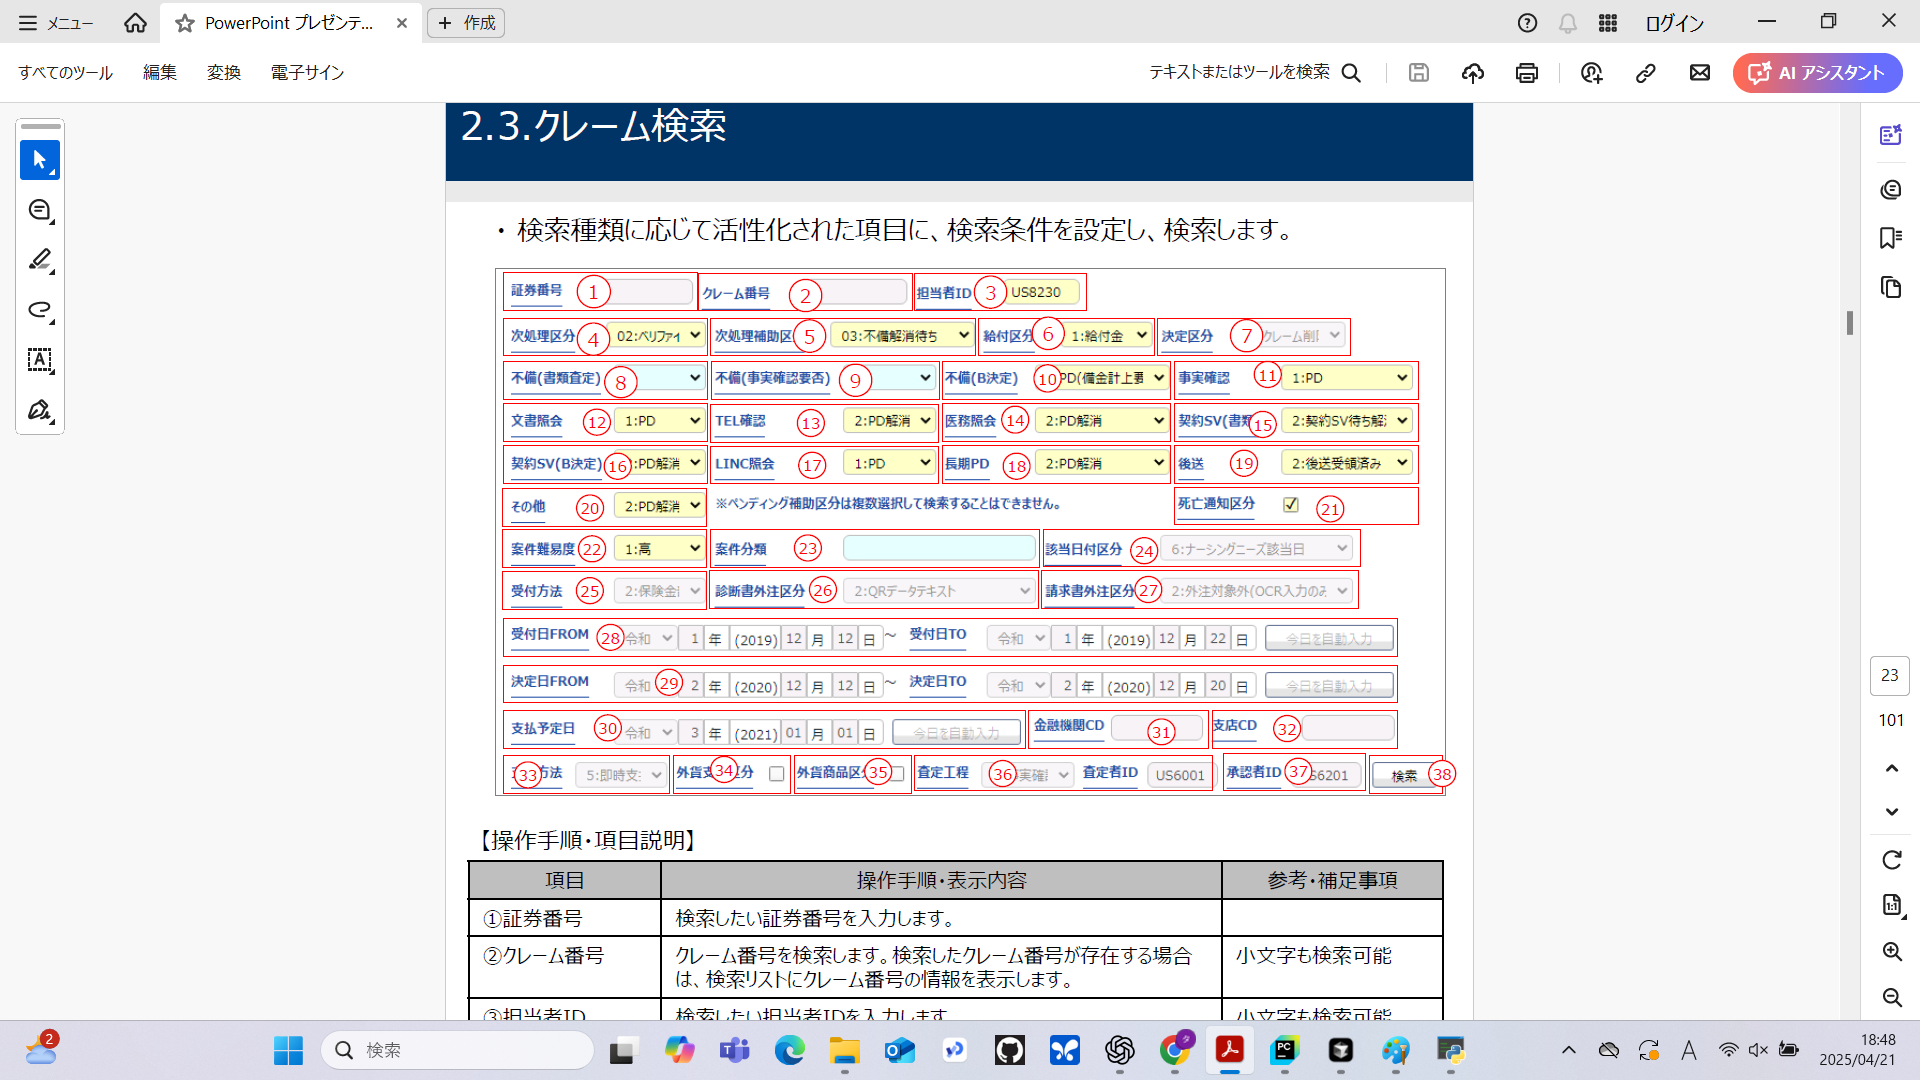 メニュー
PowerPoint プレゼンテ...
作成
ログイン
すべてのツール 編集 変換 電子サイン
テキストまたはツールを検索
AI アシスタント
2.3.クレーム検索
・ 検索種類に応じて活性化された項目に、検索条件を設定し、検索します。
証券番号 ① クレーム番号 ② 担当者ID ③ US8230
次処理区分 ④ 02:ベリファイ 次処理補助区 ⑤ 03:不備解消待ち 給付区分 ⑥ 1:給付金 決定区分 ⑦ クレーム削
不備(書類査定) ⑧ 不備(事実確認要否) ⑨ 不備(B決定) ⑩ PD(備金計上要 事実確認 ⑪ 1:PD
文書照会 ⑫ 1:PD TEL確認 ⑬ 2:PD解消 医務照会 ⑭ 2:PD解消 契約SV(書類 ⑮ 2:契約SV待ち解
契約SV(B決定) ⑯ :PD解消 LINC照会 ⑰ 1:PD 長期PD ⑱ 2:PD解消 後送 ⑲ 2:後送受領済み
その他 ⑳ 2:PD解消 ※ペンディング補助区分は複数選択して検索することはできません。 死亡通知区分 ㉑
案件難易度 ㉒ 1:高 案件分類 ㉓ 該当日付区分 ㉔ 6:ナーシングニーズ該当日
受付方法 ㉕ 2:保険金 診断書外注区分 ㉖ 2:QRデータテキスト 請求書外注区分 ㉗ 2:外注対象外(OCR入力のみ
受付日FROM ㉘ 令和 1 年 (2019) 12 月 12 日 ～ 受付日TO 令和 1 年 (2019) 12 月 22 日 今日を自動入力
決定日FROM 令和 ㉙ 2 年 (2020) 12 月 12 日 ～ 決定日TO 令和 2 年 (2020) 12 月 20 日 今日を自動入力
支払予定日 ㉚ 令和 3 年 (2021) 01 月 01 日 今日を自動入力 金融機関CD ㉛ 支店CD ㉜
㉝ 方法 5:即時支 外貨支 ㉞ 分 外貨商品区 ㉟ 査定工程 ㊱ 実確 査定者ID US6001 承認者ID ㊲ S6201 検索 ㊳
【操作手順・項目説明】
項目 操作手順・表示内容 参考・補足事項
①証券番号 検索したい証券番号を入力します。
②クレーム番号 クレーム番号を検索します。検索したクレーム番号が存在する場合 小文字も検索可能
は、検索リストにクレーム番号の情報を表示します。
③担当者ID 検索したい担当者IDを入力します 小文字も検索可能
23
101
2
検索
A
18:48
2025/04/21